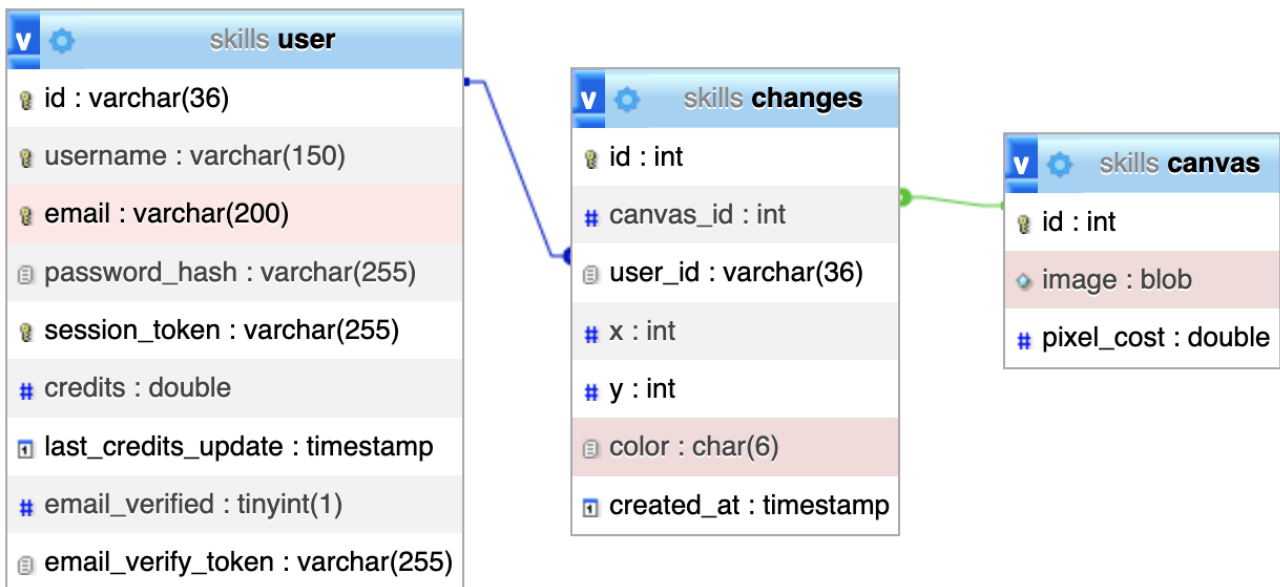 v skills user
id : varchar(36)
username : varchar(150)
email : varchar(200)
password_hash : varchar(255)
session_token : varchar(255)
# credits : double
last_credits_update : timestamp
# email_verified : tinyint(1)
email_verify_token : varchar(255)
v skills changes
id : int
# canvas_id : int
user_id : varchar(36)
# x : int
# y : int
color : char(6)
created_at : timestamp
v skills canvas
id : int
image : blob
# pixel_cost : double